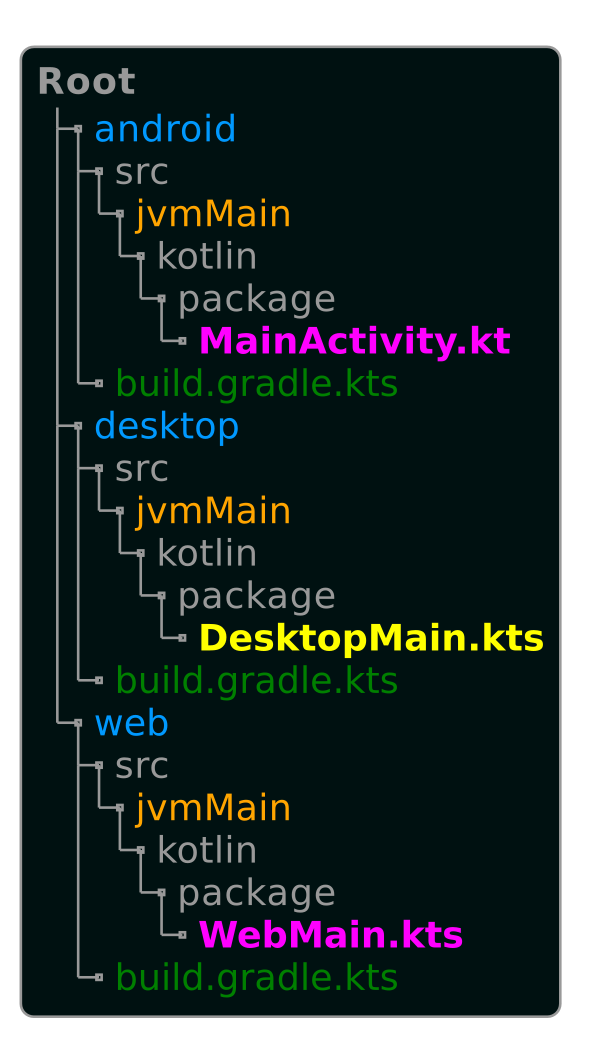 Root
android
src
jvmMain
kotlin
package
MainActivity.kt
build.gradle.kts
desktop
src
jvmMain
kotlin
package
DesktopMain.kts
build.gradle.kts
web
src
jvmMain
kotlin
package
WebMain.kts
build.gradle.kts